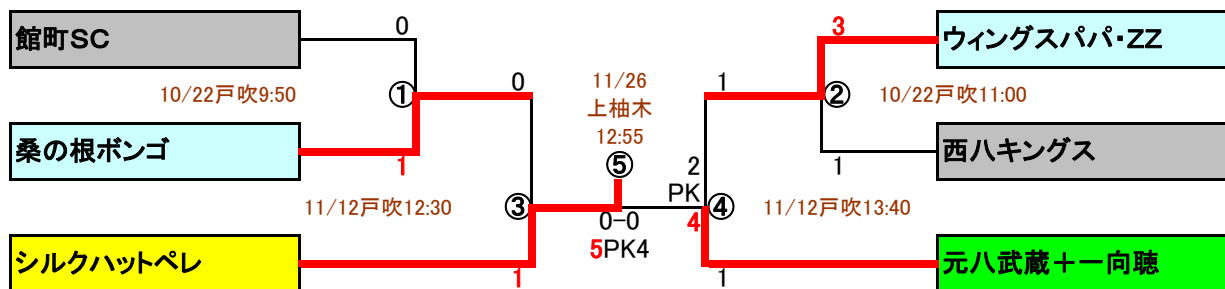 館町SC
0
10/22戸吹9:50
①
桑の根ボンゴ
1
0
11/12戸吹12:30
③
シルクハットペレ
1
11/26
上柚木
12:55
⑤
0-0
5PK4
ウィングスパパ・ZZ
3
10/22戸吹11:00
②
西八キングス
1
1
2
PK
4
④
11/12戸吹13:40
元八武蔵+一向聴
1